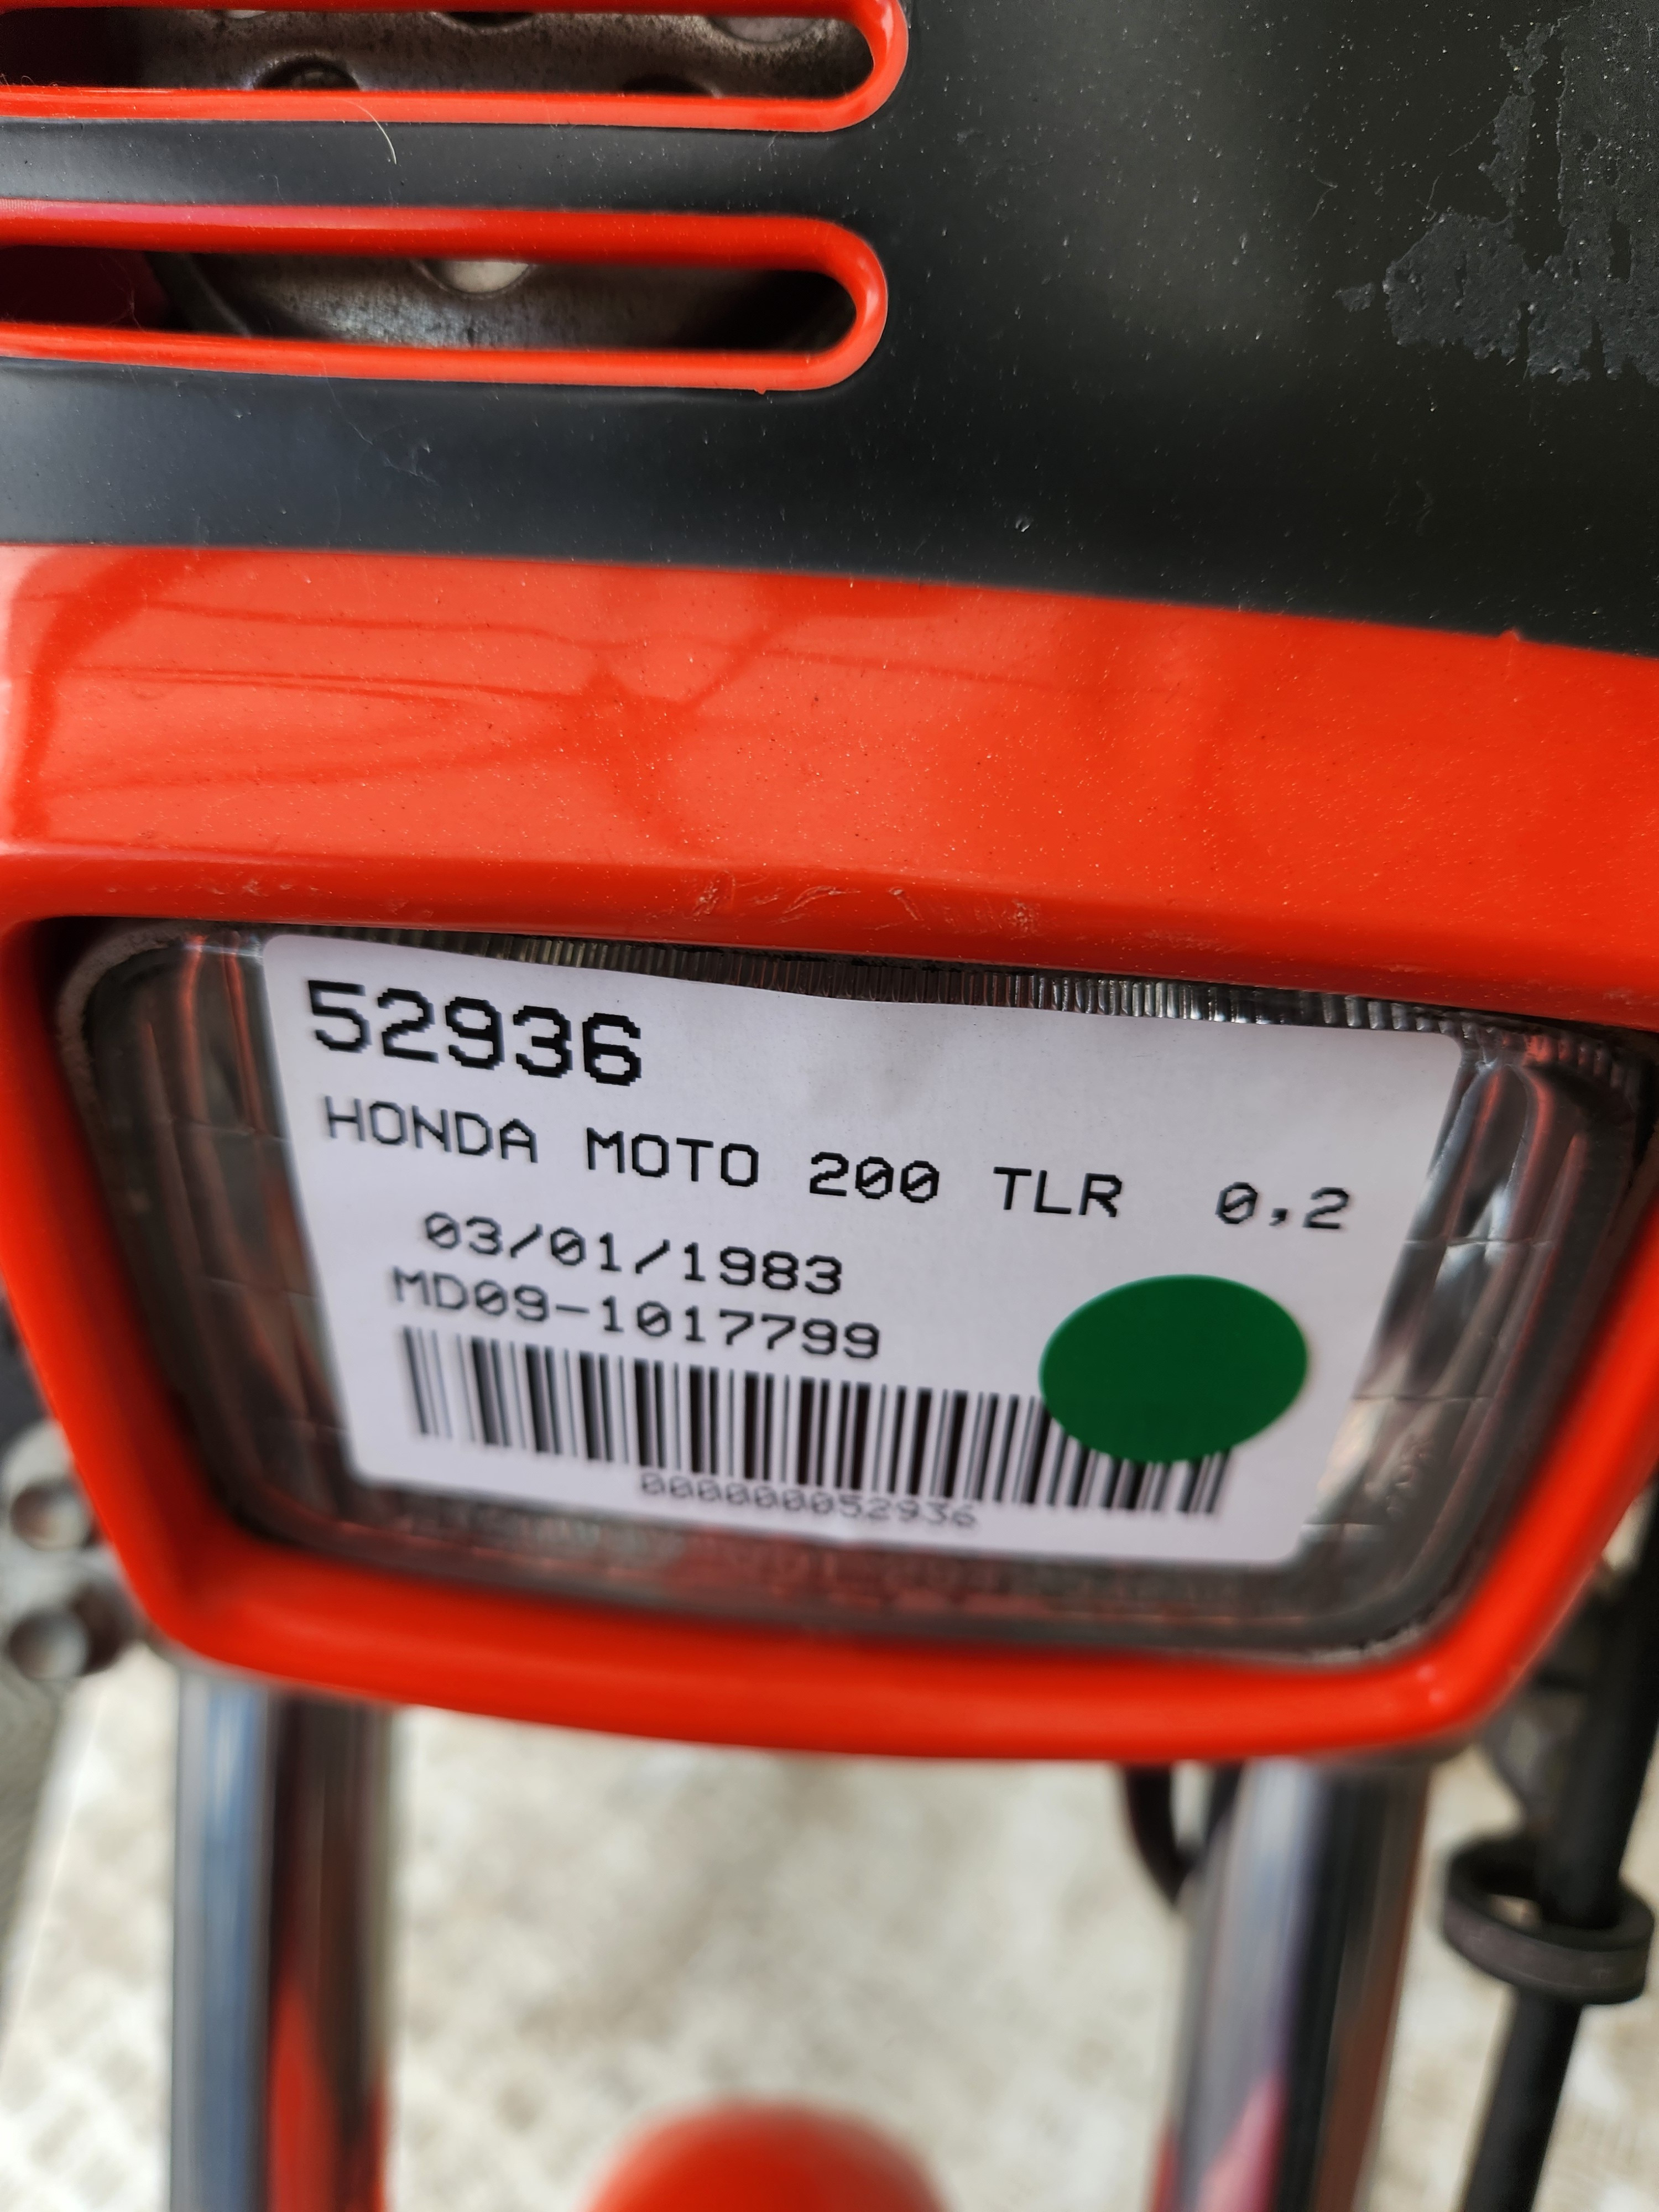 52936
HONDA MOTO 200 TLR 0,2
03/01/1983
MD09-1017799
000000052936